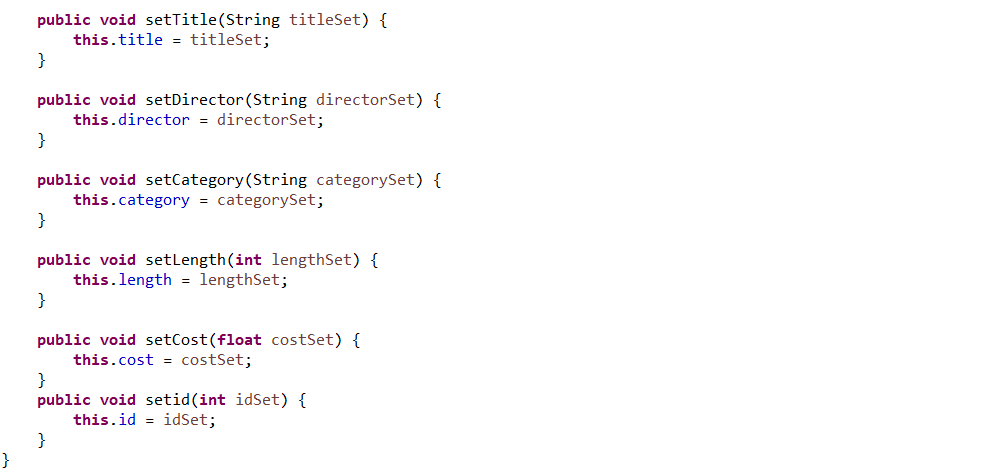 public void setTitle(String titleSet) {
this.title = titleSet;
}
public void setDirector(String directorSet) {
this.director = directorSet;
}
public void setCategory(String categorySet) {
this.category = categorySet;
}
public void setLength(int lengthSet) {
this.length = lengthSet;
}
public void setCost(float costSet) {
this.cost = costSet;
}
public void setid(int idSet) {
this.id = idSet;
}
}